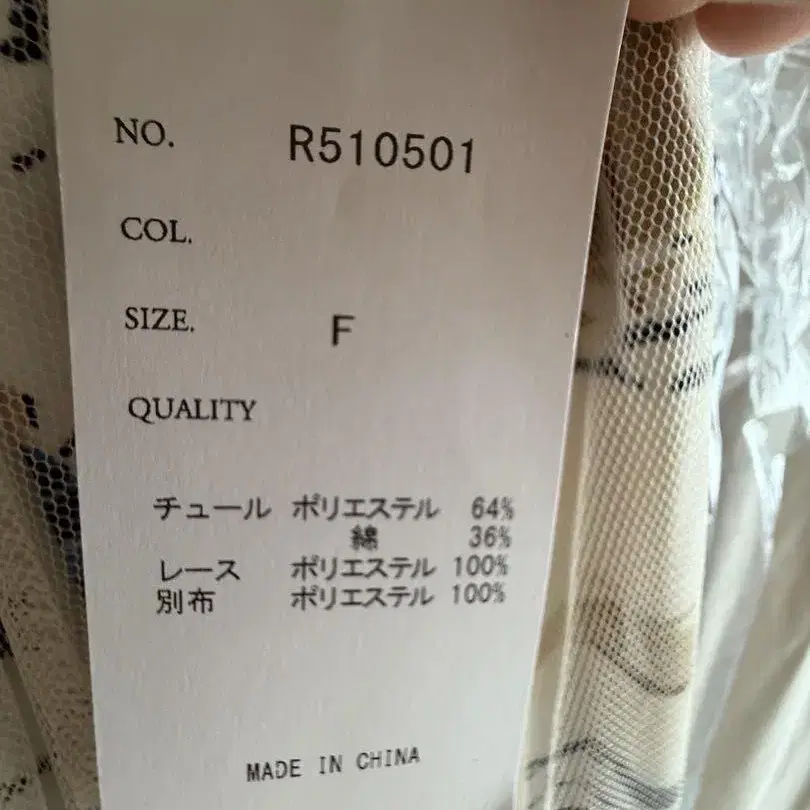 NO. R510501
COL.
SIZE. F
QUALITY
チュール ポリエステル 64%
綿 36%
レース ポリエステル 100%
別布 ポリエステル 100%
MADE IN CHINA